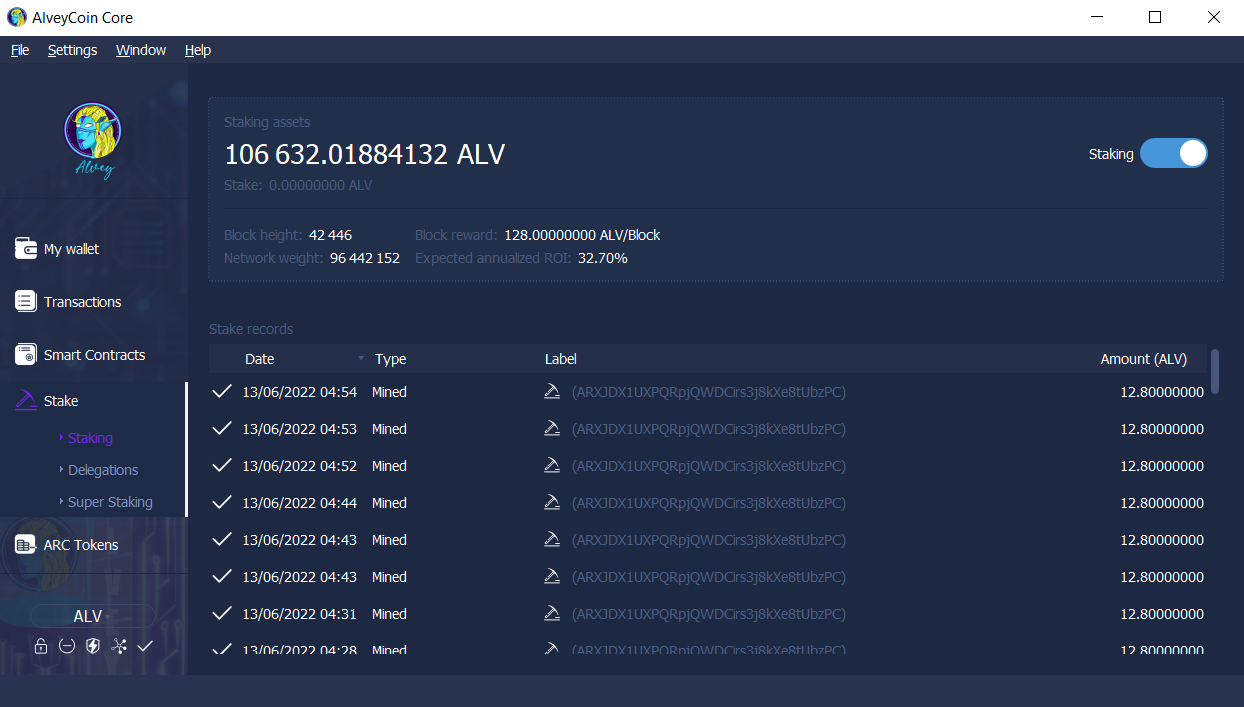 AlveyCoin Core
File Settings Window Help
Alvey
My wallet
Transactions
Smart Contracts
Stake
Staking
Delegations
Super Staking
ARC Tokens
ALV
Staking assets
106 632.01884132 ALV
Staking
Stake: 0.00000000 ALV
Block height: 42 446 Block reward: 128.00000000 ALV/Block
Network weight: 96 442 152 Expected annualized ROI: 32.70%
Stake records
Date Type Label Amount (ALV)
13/06/2022 04:54 Mined (ARXJDX1UXPQRpjQWDCirs3j8kXe8tUbzPC) 12.80000000
13/06/2022 04:53 Mined (ARXJDX1UXPQRpjQWDCirs3j8kXe8tUbzPC) 12.80000000
13/06/2022 04:52 Mined (ARXJDX1UXPQRpjQWDCirs3j8kXe8tUbzPC) 12.80000000
13/06/2022 04:44 Mined (ARXJDX1UXPQRpjQWDCirs3j8kXe8tUbzPC) 12.80000000
13/06/2022 04:43 Mined (ARXJDX1UXPQRpjQWDCirs3j8kXe8tUbzPC) 12.80000000
13/06/2022 04:43 Mined (ARXJDX1UXPQRpjQWDCirs3j8kXe8tUbzPC) 12.80000000
13/06/2022 04:31 Mined (ARXJDX1UXPQRpjQWDCirs3j8kXe8tUbzPC) 12.80000000
13/06/2022 04:28 Mined (ARXJDX1UXPQRpjQWDCirs3j8kXe8tUbzPC) 12.80000000